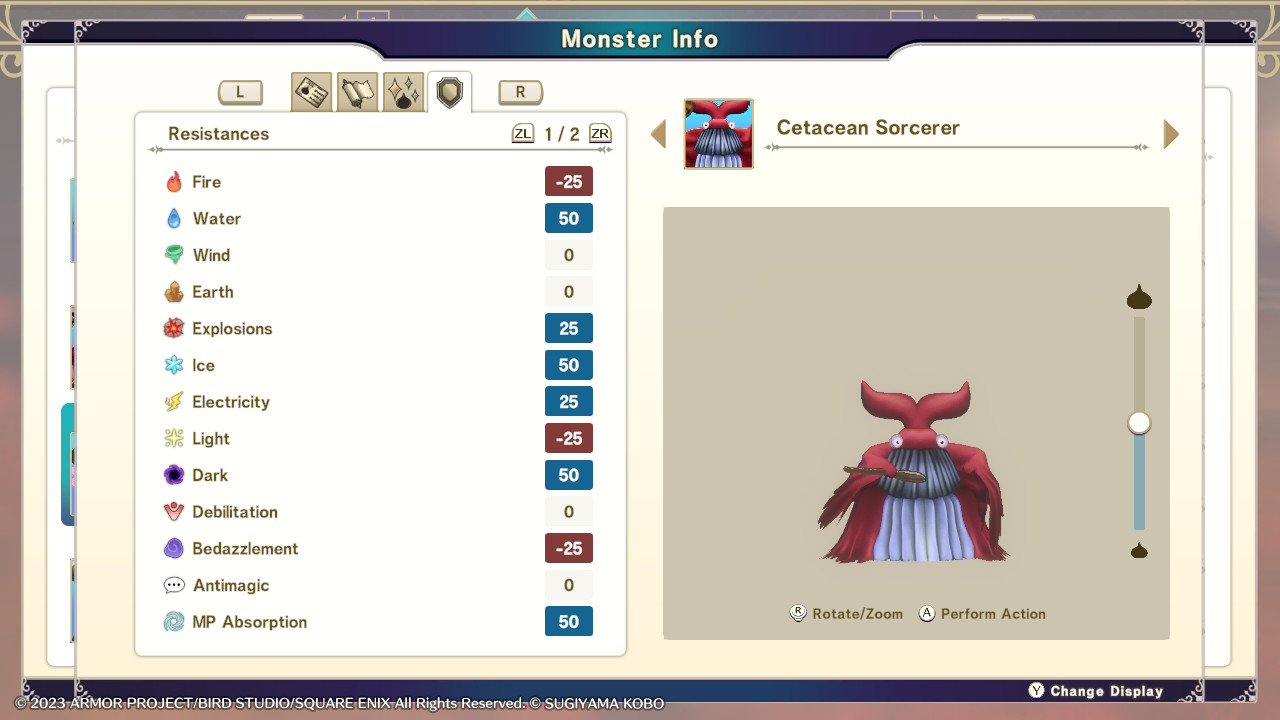 Monster Info
L
R
Resistances
ZL 1 / 2 ZR
Fire -25
Water 50
Wind 0
Earth 0
Explosions 25
Ice 50
Electricity 25
Light -25
Dark 50
Debilitation 0
Bedazzlement -25
Antimagic 0
MP Absorption 50
Cetacean Sorcerer
R Rotate/Zoom A Perform Action
Y Change Display
© 2023 ARMOR PROJECT/BIRD STUDIO/SQUARE ENIX All Rights Reserved. © SUGIYAMA KOBO